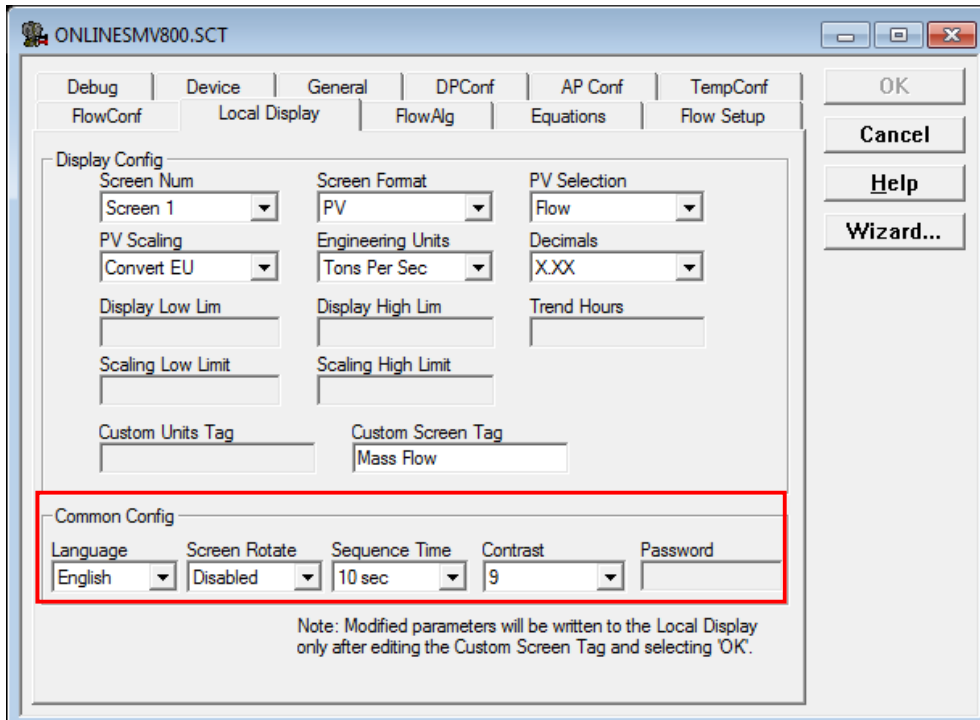 ONLINESMV800.SCT
Debug Device General DPConf AP Conf TempConf
FlowConf Local Display FlowAlg Equations Flow Setup
OK
Cancel
Help
Wizard...
Display Config
Screen Num Screen Format PV Selection
Screen 1 PV Flow
PV Scaling Engineering Units Decimals
Convert EU Tons Per Sec X.XX
Display Low Lim Display High Lim Trend Hours
Scaling Low Limit Scaling High Limit
Custom Units Tag Custom Screen Tag
Mass Flow
Common Config
Language Screen Rotate Sequence Time Contrast Password
English Disabled 10 sec 9
Note: Modified parameters will be written to the Local Display
only after editing the Custom Screen Tag and selecting 'OK'.